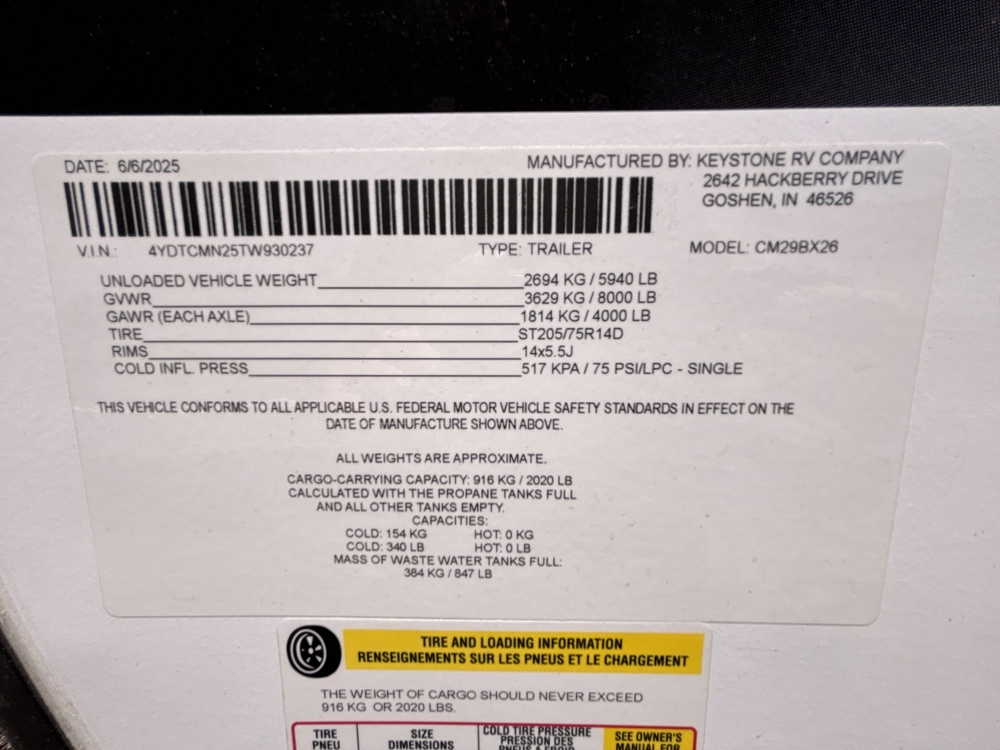 DATE: 6/6/2025
MANUFACTURED BY: KEYSTONE RV COMPANY
2642 HACKBERRY DRIVE
GOSHEN, IN 46526
V.I.N.: 4YDTCMN25TW930237 TYPE: TRAILER MODEL: CM29BX26
UNLOADED VEHICLE WEIGHT 2694 KG / 5940 LB
GVWR 3629 KG / 8000 LB
GAWR (EACH AXLE) 1814 KG / 4000 LB
TIRE ST205/75R14D
RIMS 14x5.5J
COLD INFL. PRESS 517 KPA / 75 PSI/LPC - SINGLE
THIS VEHICLE CONFORMS TO ALL APPLICABLE U.S. FEDERAL MOTOR VEHICLE SAFETY STANDARDS IN EFFECT ON THE
DATE OF MANUFACTURE SHOWN ABOVE.
ALL WEIGHTS ARE APPROXIMATE.
CARGO-CARRYING CAPACITY: 916 KG / 2020 LB
CALCULATED WITH THE PROPANE TANKS FULL
AND ALL OTHER TANKS EMPTY.
CAPACITIES:
COLD: 154 KG HOT: 0 KG
COLD: 340 LB HOT: 0 LB
MASS OF WASTE WATER TANKS FULL:
384 KG / 847 LB
TIRE AND LOADING INFORMATION
RENSEIGNEMENTS SUR LES PNEUS ET LE CHARGEMENT
THE WEIGHT OF CARGO SHOULD NEVER EXCEED
916 KG OR 2020 LBS.
TIRE SIZE COLD TIRE PRESSURE SEE OWNER'S
PNEU DIMENSIONS PRESSION DES MANUAL FOR
PNEUS A FROID